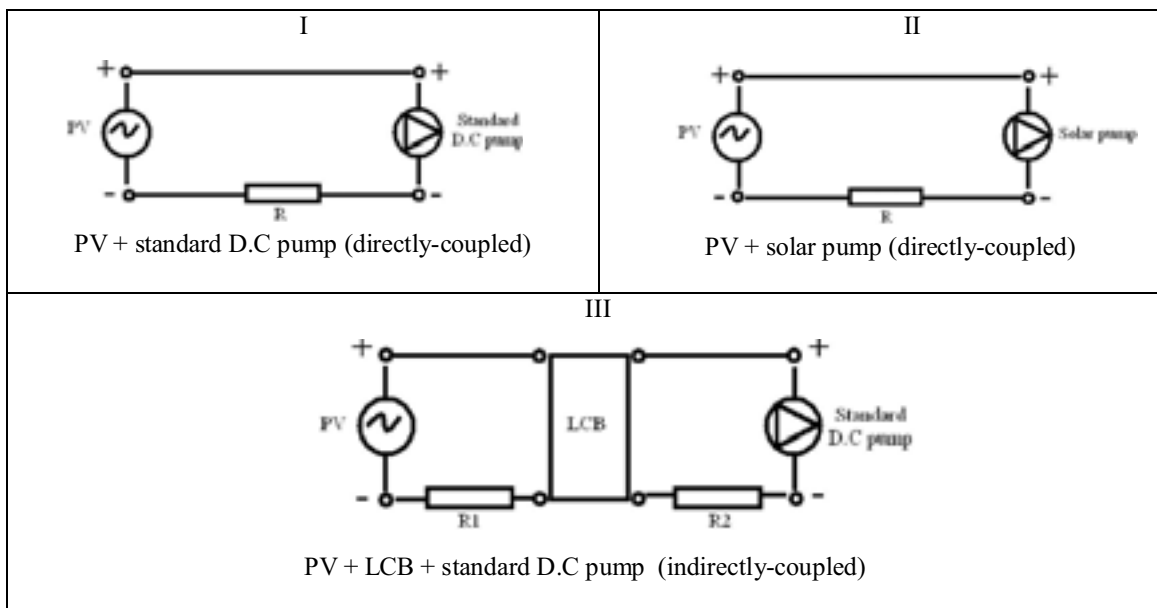 I
+ +
PV
Standard
D.C pump
- -
R
PV + standard D.C pump (directly-coupled)
II
+ +
PV
Solar pump
- -
R
PV + solar pump (directly-coupled)
III
+ +
PV
LCB
Standard
D.C pump
- -
R1
R2
PV + LCB + standard D.C pump (indirectly-coupled)